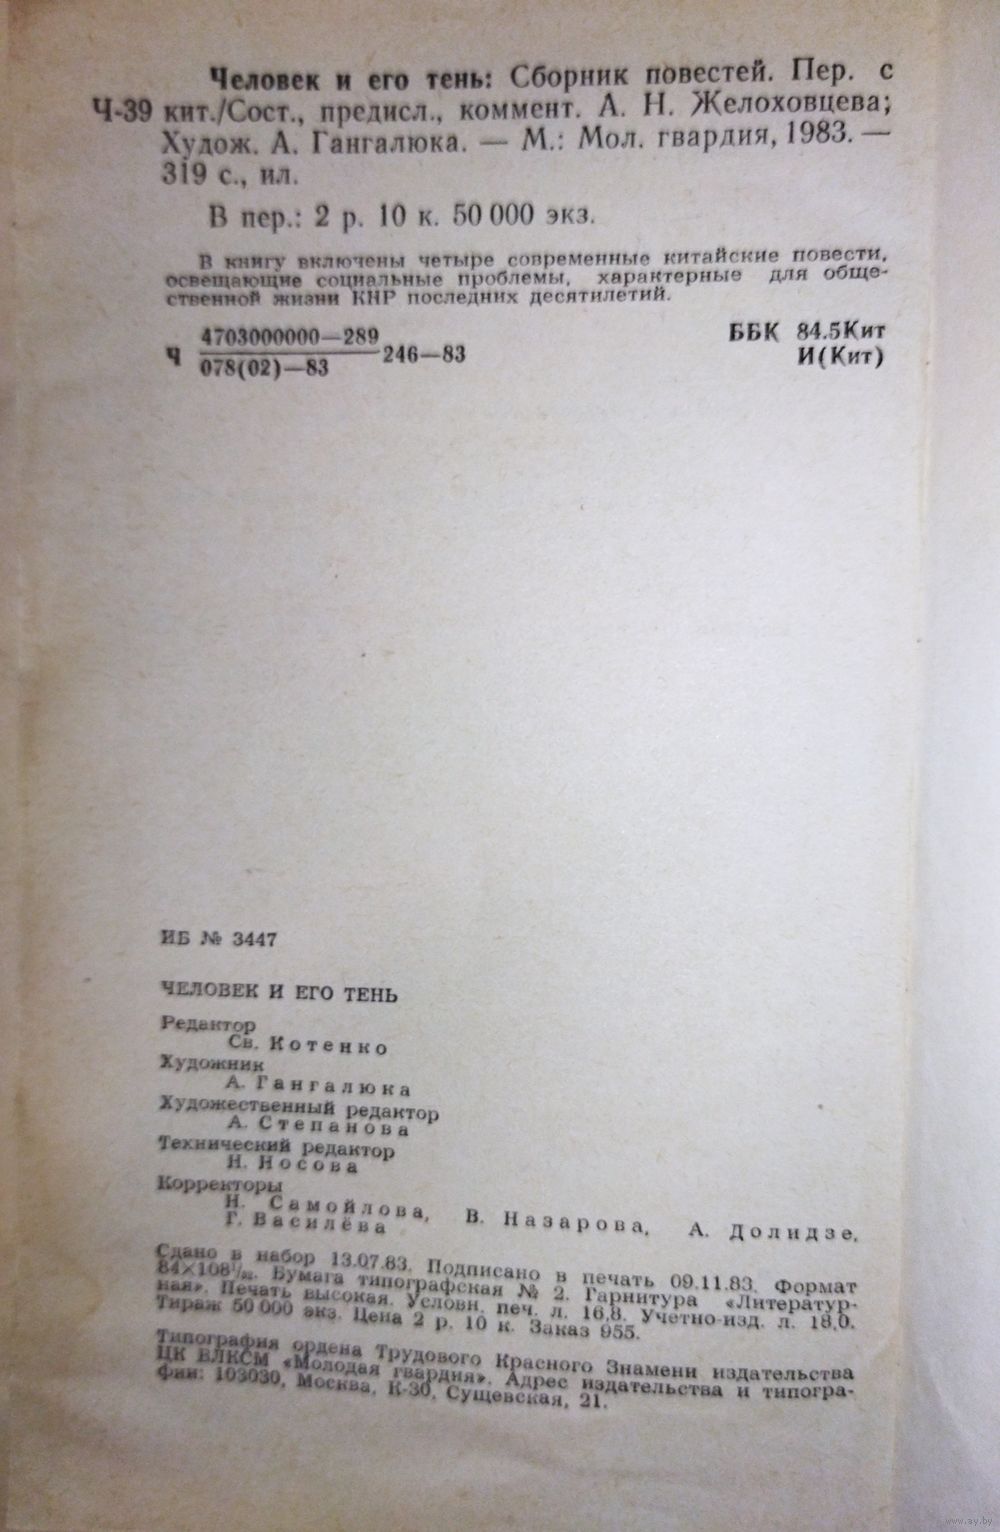 Человек и его тень: Сборник повестей. Пер. с
Ч-39 кит./Сост., предисл., коммент. А. Н. Желоховцева;
Худож. А. Гангалюка. — М.: Мол. гвардия, 1983. —
319 с., ил.
В пер.: 2 р. 10 к. 50 000 экз.
В книгу включены четыре современные китайские повести,
освещающие социальные проблемы, характерные для обще-
ственной жизни КНР последних десятилетий.
Ч 4703000000—289
078(02)—83
246—83
ББК 84.5Кит
И(Кит)
ИБ № 3447
ЧЕЛОВЕК И ЕГО ТЕНЬ
Редактор
Св. Котенко
Художник
А. Гангалюка
Художественный редактор
А. Степанова
Технический редактор
Н. Носова
Корректоры
Н. Самойлова, В. Назарова, А. Долидзе,
Г. Василёва
Сдано в набор 13.07.83. Подписано в печать 09.11.83. Формат
84×108¹/₃₂. Бумага типографская № 2. Гарнитура «Литератур-
ная». Печать высокая. Условн. печ. л. 16,8. Учетно-изд. л. 18,0.
Тираж 50 000 экз. Цена 2 р. 10 к. Заказ 955.
Типография ордена Трудового Красного Знамени издательства
ЦК ВЛКСМ «Молодая гвардия». Адрес издательства и типогра-
фии: 103030, Москва, К-30, Сущевская, 21.
www.ay.by